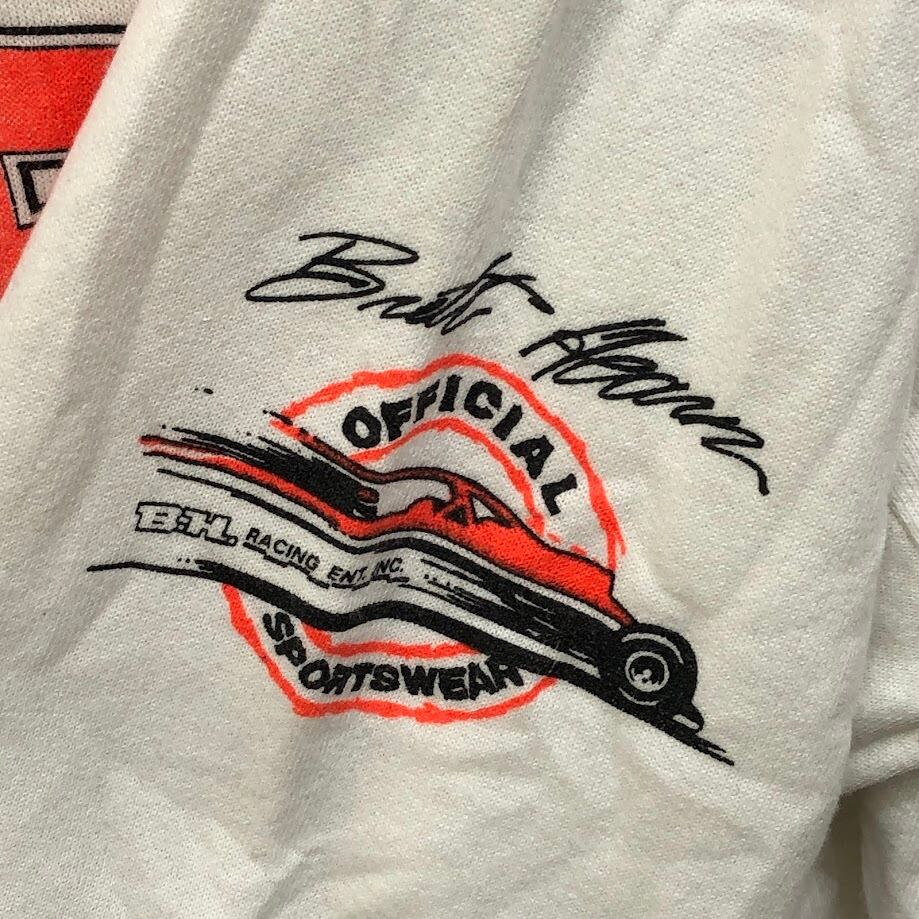 Brett Hearn
OFFICIAL
B.H. RACING ENT. INC.
SPORTSWEAR